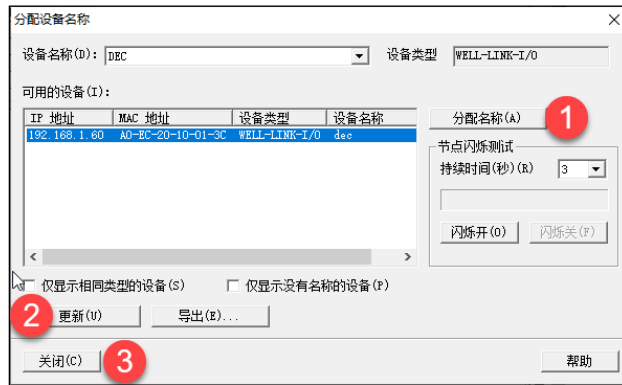 分配设备名称
设备名称(D): DEC 设备类型 WELL-LINK-I/O
可用的设备(I):
IP 地址 MAC 地址 设备类型 设备名称
192.168.1.60 A0-EC-20-10-01-3C WELL-LINK-I/O dec
分配名称(A) 1
节点闪烁测试
持续时间(秒)(R) 3
闪烁开(O) 闪烁关(F)
仅显示相同类型的设备(S) 仅显示没有名称的设备(P)
2 更新(U) 导出(E)...
关闭(C) 3 帮助